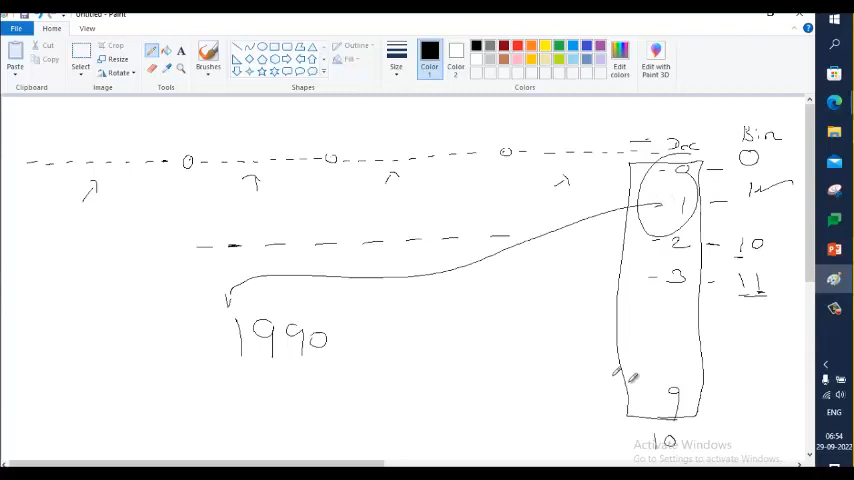 Untitled - Paint
File Home View
Paste
Cut
Copy
Clipboard
Select
Crop
Resize
Rotate
Image
A
Tools
Brushes
Shapes
Outline
Fill
Size
Color 1
Color 2
Edit colors
Edit with Paint 3D
Colors
Dec Bin
0 - 0
1 - 1
2 - 10
3 - 11
1990
9
10
Activate Windows
Go to Settings to activate Windows.
ENG
06:54
29-09-2022